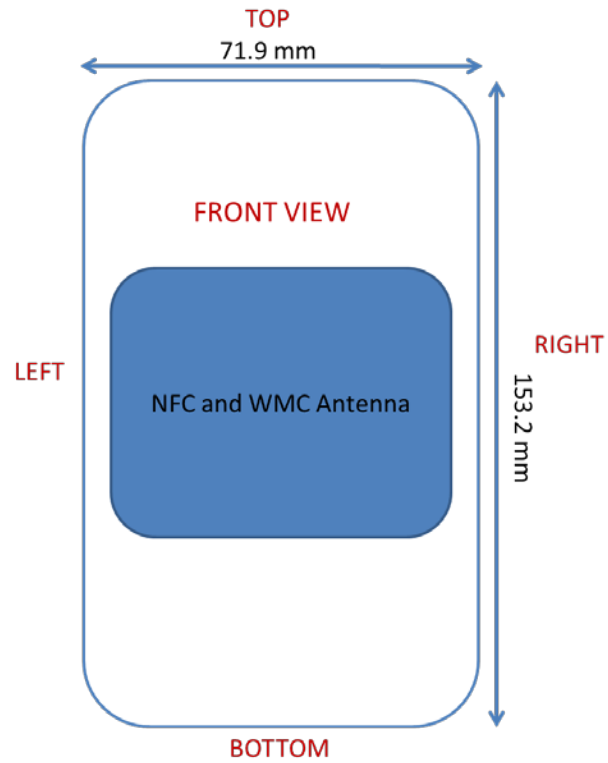 TOP
71.9 mm
FRONT VIEW
LEFT
RIGHT
NFC and WMC Antenna
153.2 mm
BOTTOM